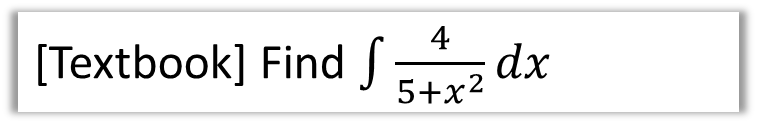 [Textbook] Find ∫ 4/(5+x²) dx